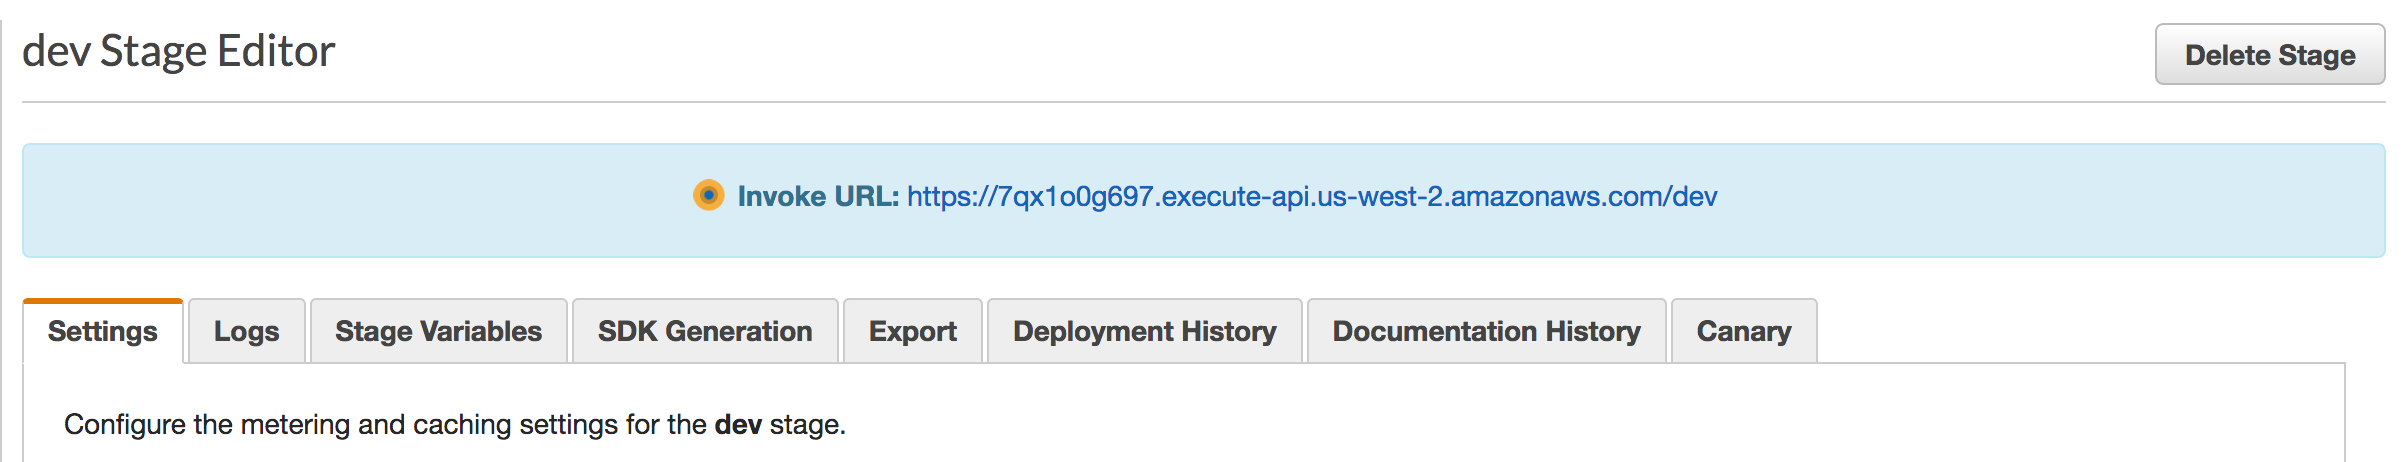 dev Stage Editor
Delete Stage
Invoke URL: https://7qx1o0g697.execute-api.us-west-2.amazonaws.com/dev
Settings
Logs
Stage Variables
SDK Generation
Export
Deployment History
Documentation History
Canary
Configure the metering and caching settings for the dev stage.